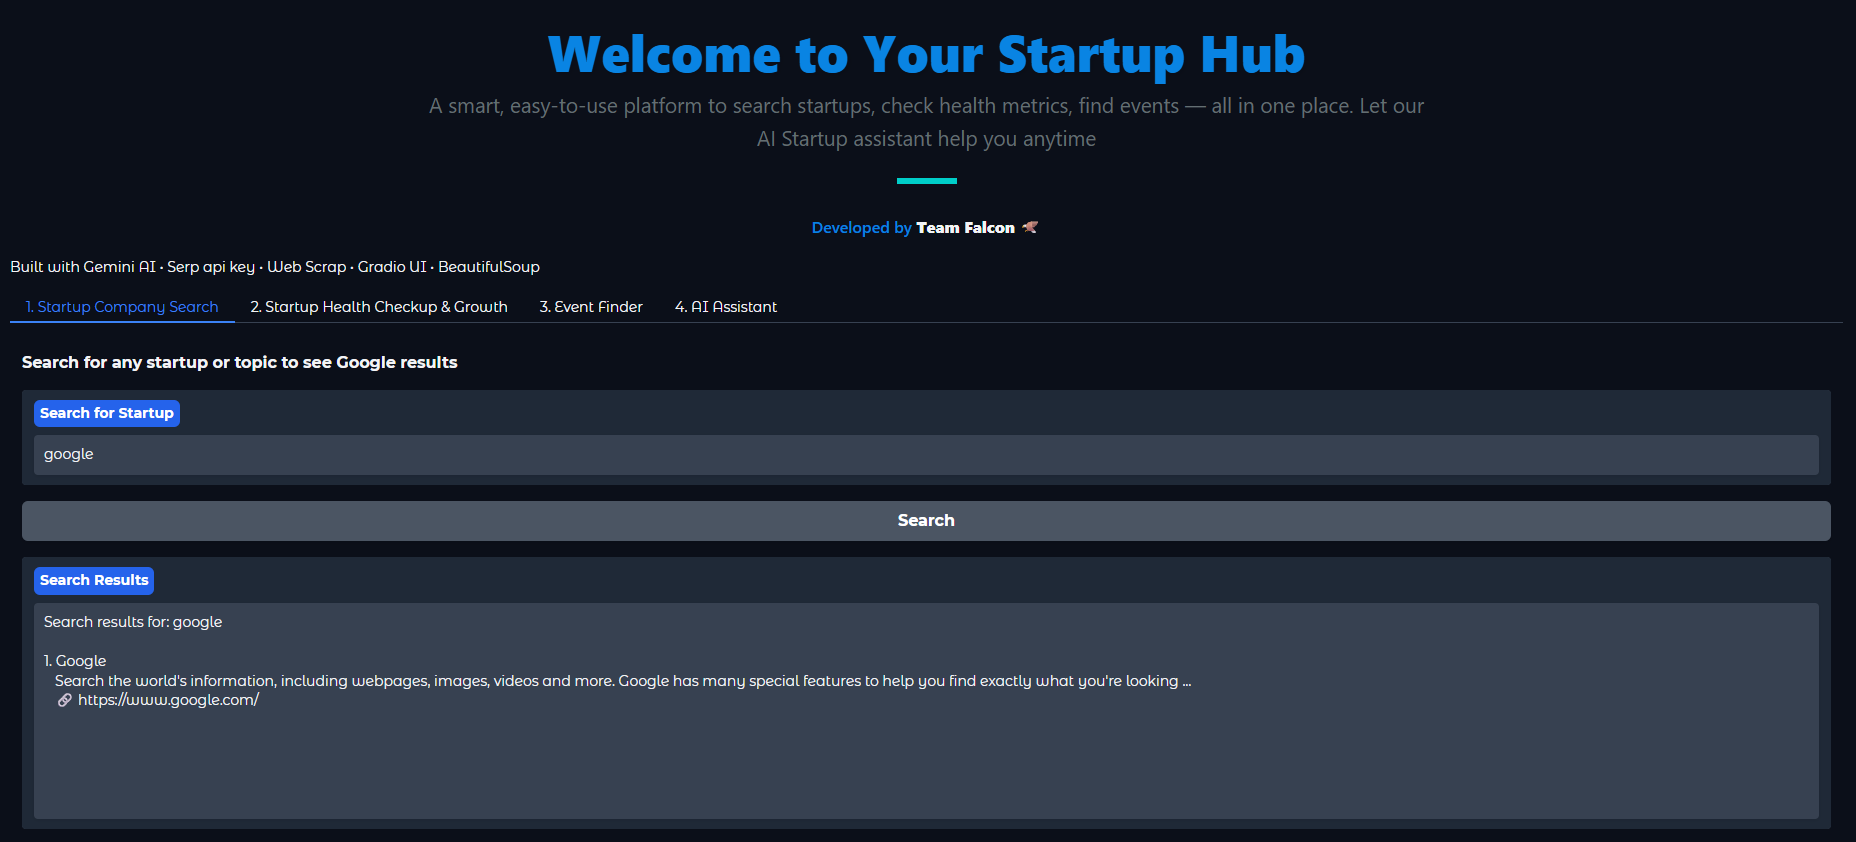 Welcome to Your Startup Hub
A smart, easy-to-use platform to search startups, check health metrics, find events — all in one place. Let our
AI Startup assistant help you anytime
Developed by Team Falcon
Built with Gemini AI • Serp api key • Web Scrap • Gradio UI • BeautifulSoup
1. Startup Company Search 2. Startup Health Checkup & Growth 3. Event Finder 4. AI Assistant
Search for any startup or topic to see Google results
Search for Startup
google
Search
Search Results
Search results for: google
1. Google
Search the world's information, including webpages, images, videos and more. Google has many special features to help you find exactly what you're looking ...
🔗 https://www.google.com/